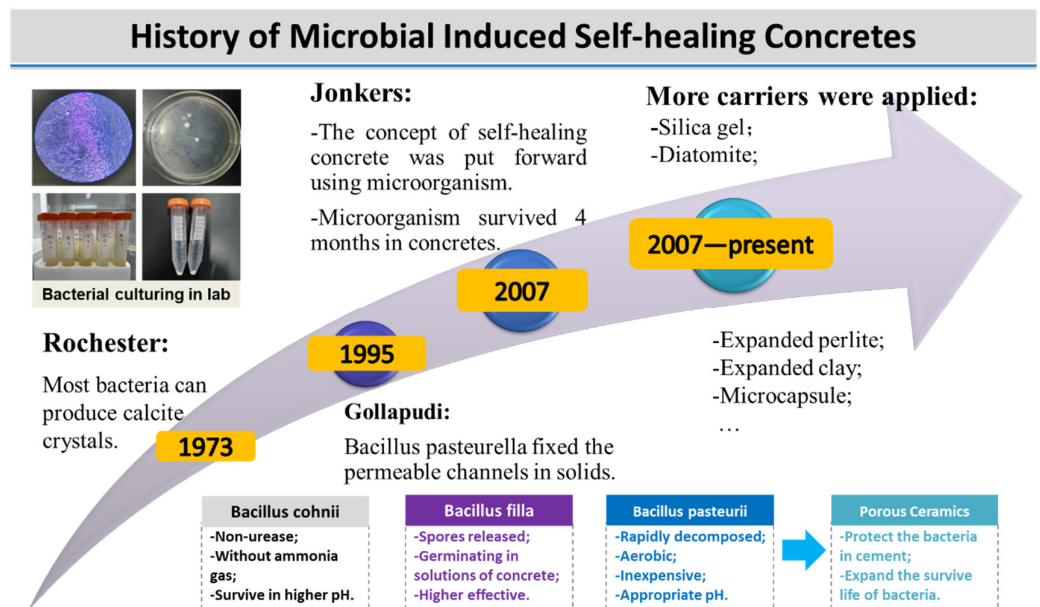 History of Microbial Induced Self-healing Concretes
Bacterial culturing in lab
Rochester:
Most bacteria can
produce calcite
crystals.
1973
1995
Gollapudi:
Bacillus pasteurella fixed the
permeable channels in solids.
Jonkers:
-The concept of self-healing
concrete was put forward
using microorganism.
-Microorganism survived 4
months in concretes.
2007
More carriers were applied:
-Silica gel;
-Diatomite;
2007—present
-Expanded perlite;
-Expanded clay;
-Microcapsule;
…
Bacillus cohnii
-Non-urease;
-Without ammonia
gas;
-Survive in higher pH.
Bacillus filla
-Spores released;
-Germinating in
solutions of concrete;
-Higher effective.
Bacillus pasteurii
-Rapidly decomposed;
-Aerobic;
-Inexpensive;
-Appropriate pH.
Porous Ceramics
-Protect the bacteria
in cement;
-Expand the survive
life of bacteria.